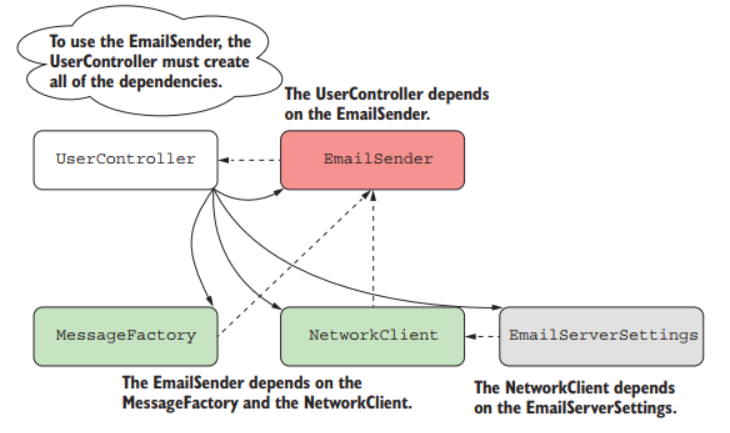 To use the EmailSender, the
UserController must create
all of the dependencies.
The UserController depends
on the EmailSender.
UserController
EmailSender
MessageFactory
NetworkClient
EmailServerSettings
The EmailSender depends on the
MessageFactory and the NetworkClient.
The NetworkClient depends
on the EmailServerSettings.